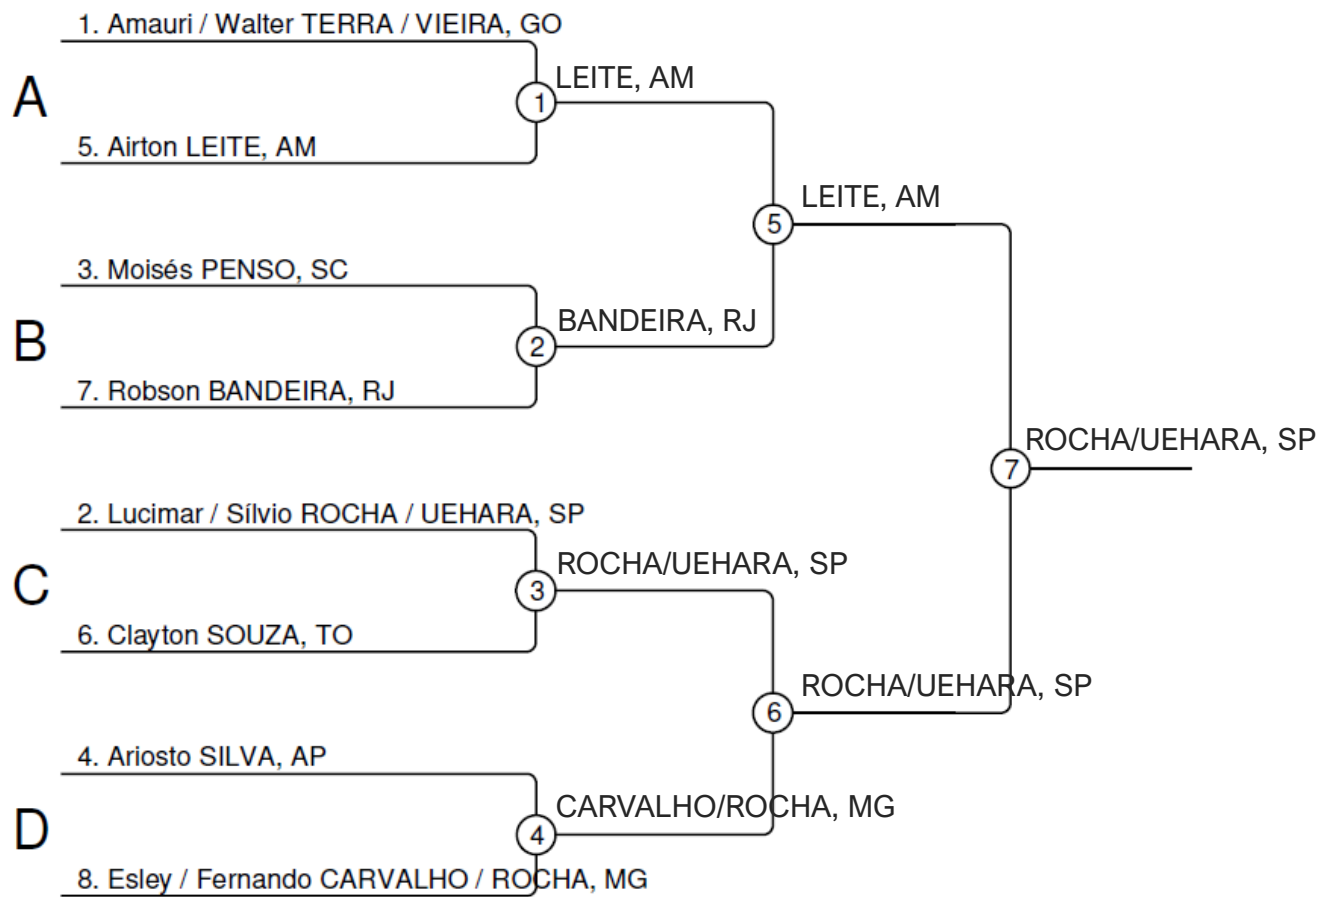 1. Amauri / Walter TERRA / VIEIRA, GO
A
1
LEITE, AM
5. Airton LEITE, AM
5
LEITE, AM
3. Moisés PENSO, SC
B
2
BANDEIRA, RJ
7. Robson BANDEIRA, RJ
7
ROCHA/UEHARA, SP
2. Lucimar / Sílvio ROCHA / UEHARA, SP
C
3
ROCHA/UEHARA, SP
6. Clayton SOUZA, TO
6
ROCHA/UEHARA, SP
4. Ariosto SILVA, AP
D
4
CARVALHO/ROCHA, MG
8. Esley / Fernando CARVALHO / ROCHA, MG